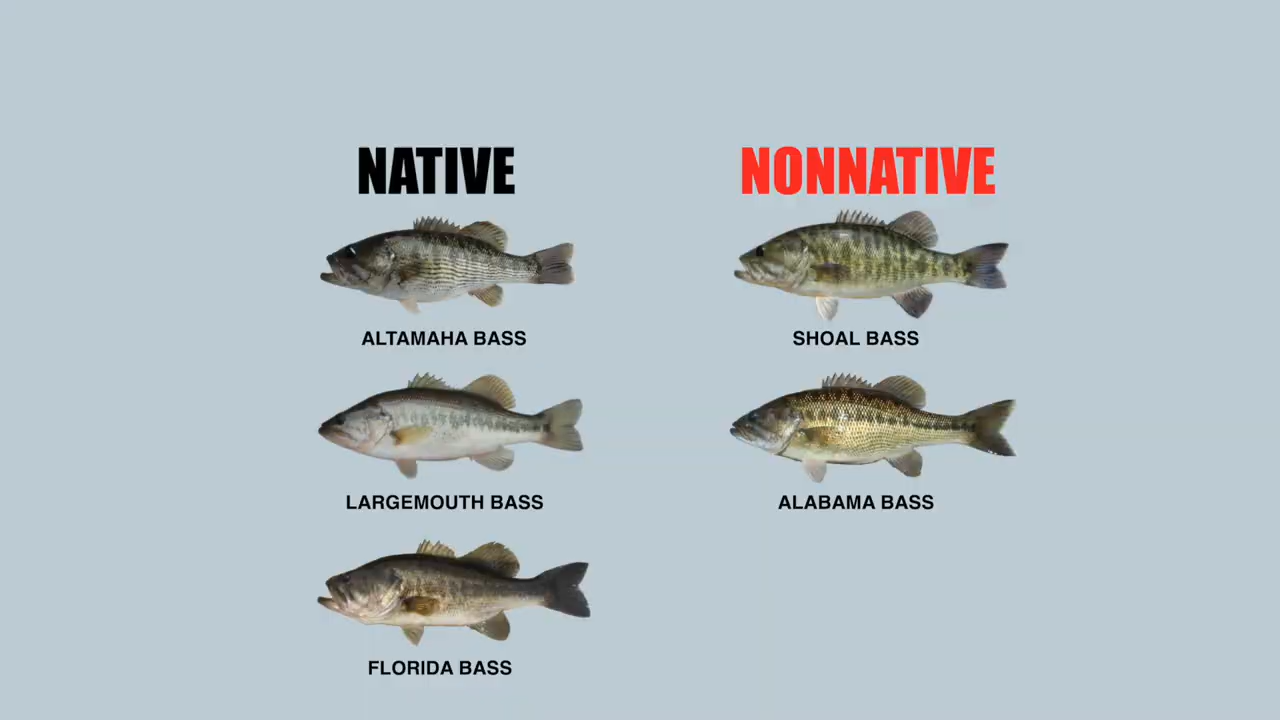 NATIVE
NONNATIVE
ALTAMAHA BASS
SHOAL BASS
LARGEMOUTH BASS
ALABAMA BASS
FLORIDA BASS